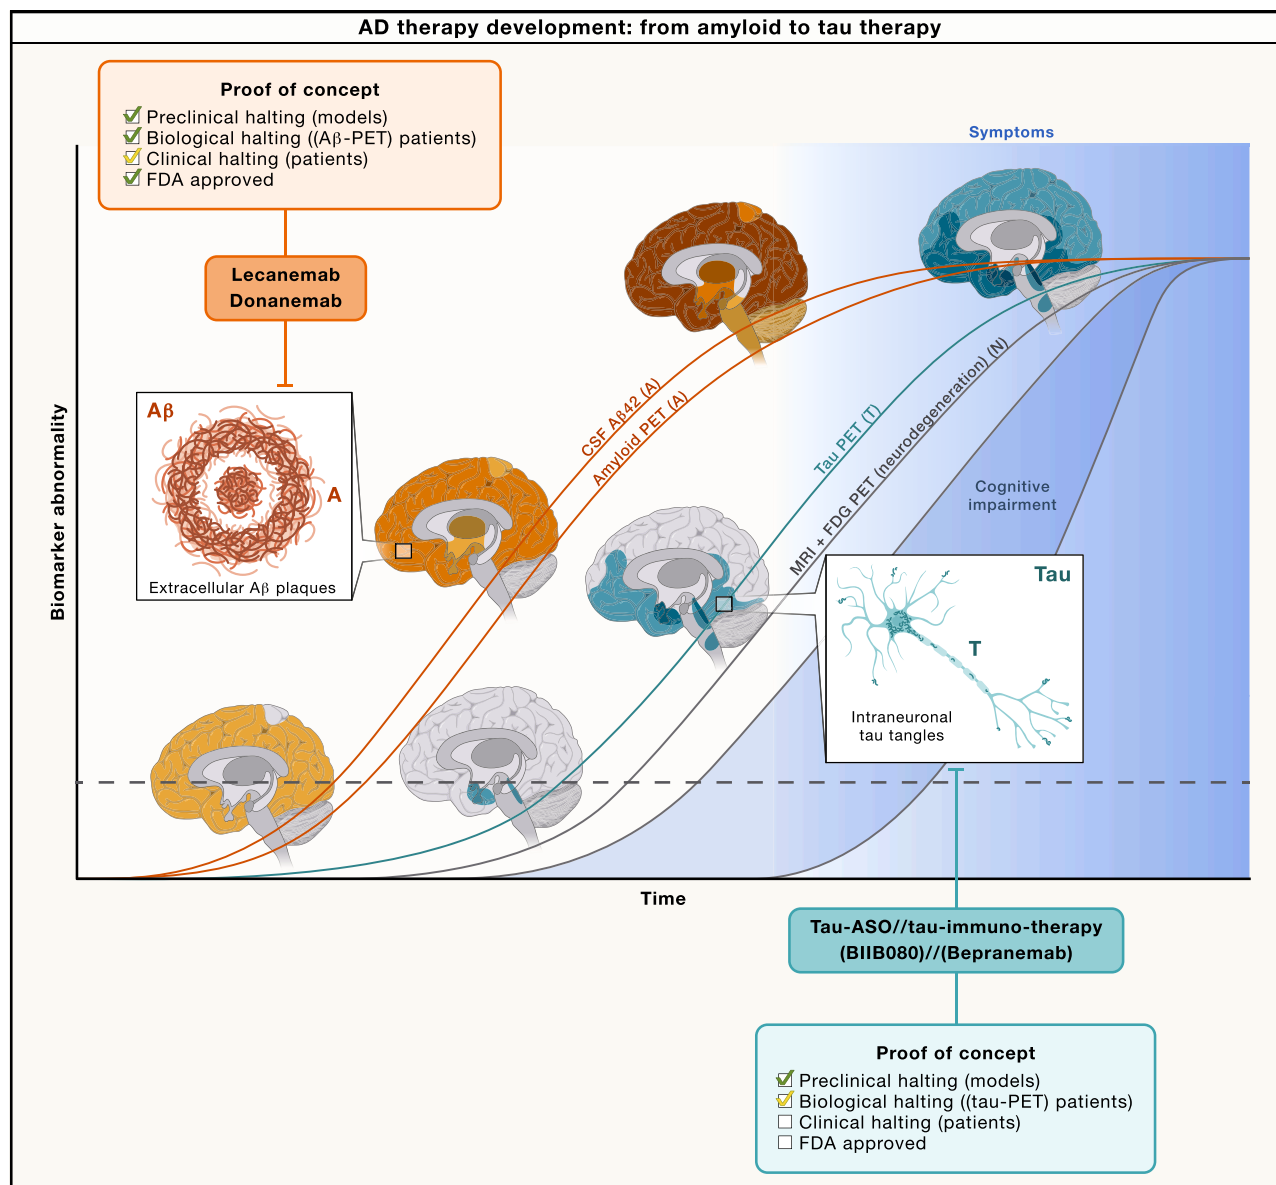 AD therapy development: from amyloid to tau therapy
Proof of concept
Preclinical halting (models)
Biological halting ((Aβ-PET) patients)
Clinical halting (patients)
FDA approved
Symptoms
Lecanemab
Donanemab
Aβ
A
Extracellular Aβ plaques
Biomarker abnormality
CSF Aβ42 (A)
Amyloid PET (A)
Tau PET (T)
MRI + FDG PET (neurodegeneration) (N)
Cognitive
impairment
Tau
T
Intraneuronal
tau tangles
Time
Tau-ASO//tau-immuno-therapy
(BIIB080)//(Bepranemab)
Proof of concept
Preclinical halting (models)
Biological halting ((tau-PET) patients)
Clinical halting (patients)
FDA approved